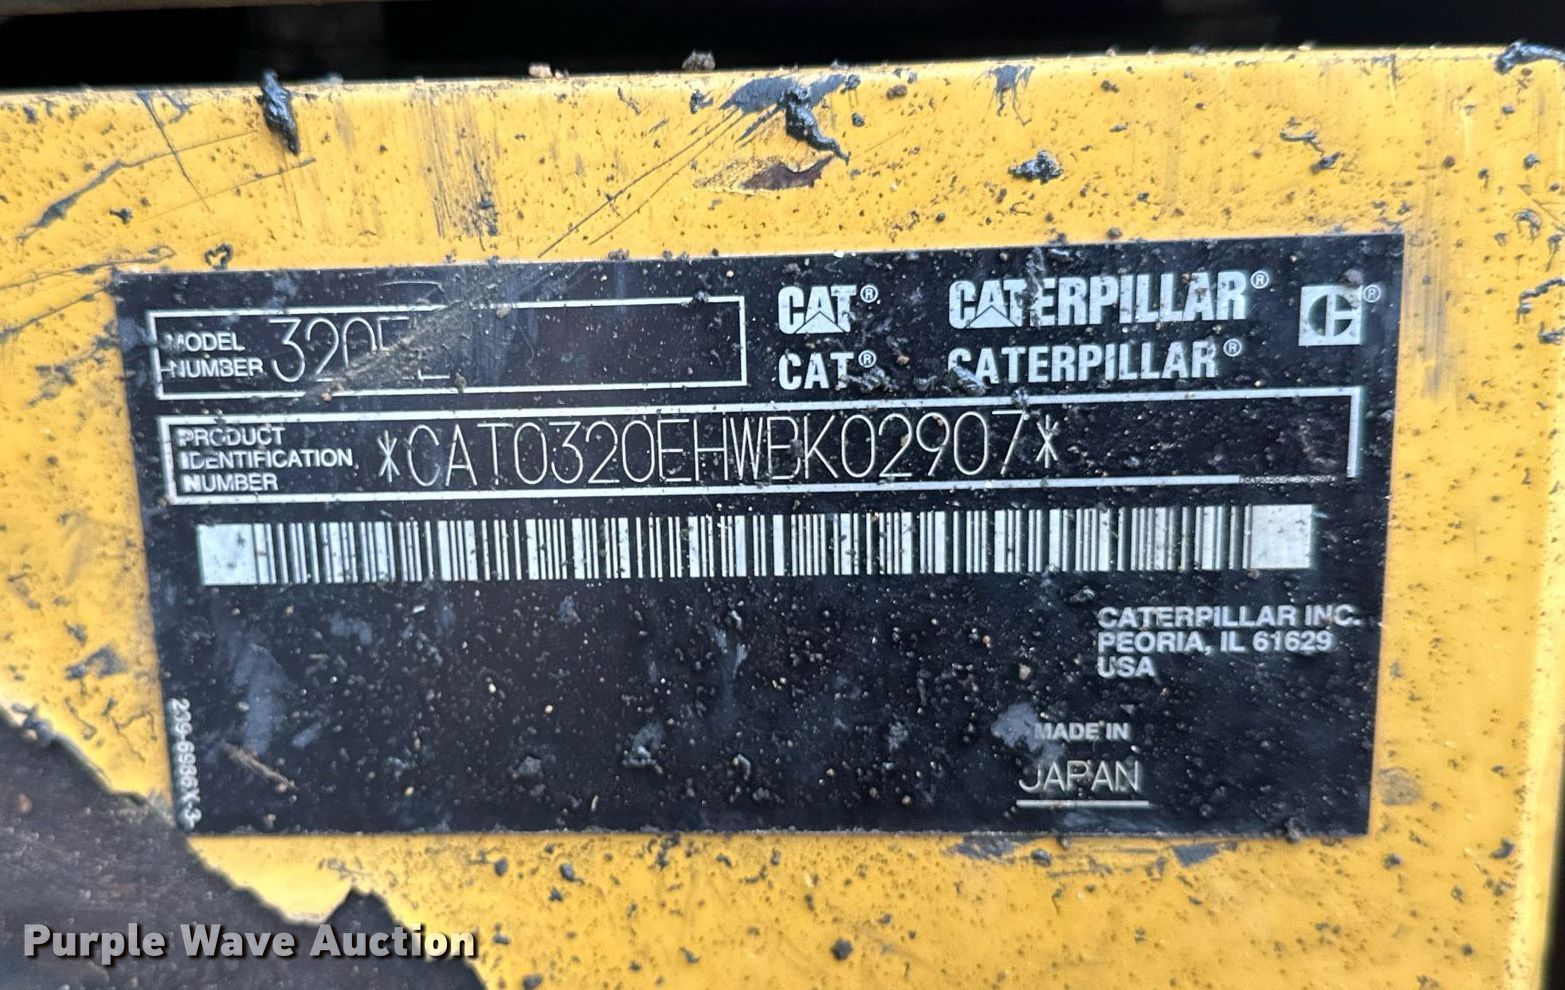 MODEL
NUMBER 320E
CAT® CATERPILLAR® ®
CAT® CATERPILLAR®
PRODUCT
IDENTIFICATION
NUMBER
*CAT0320EHWBK02907*
CATERPILLAR INC.
PEORIA, IL 61629
USA
MADE IN
JAPAN
Purple Wave Auction